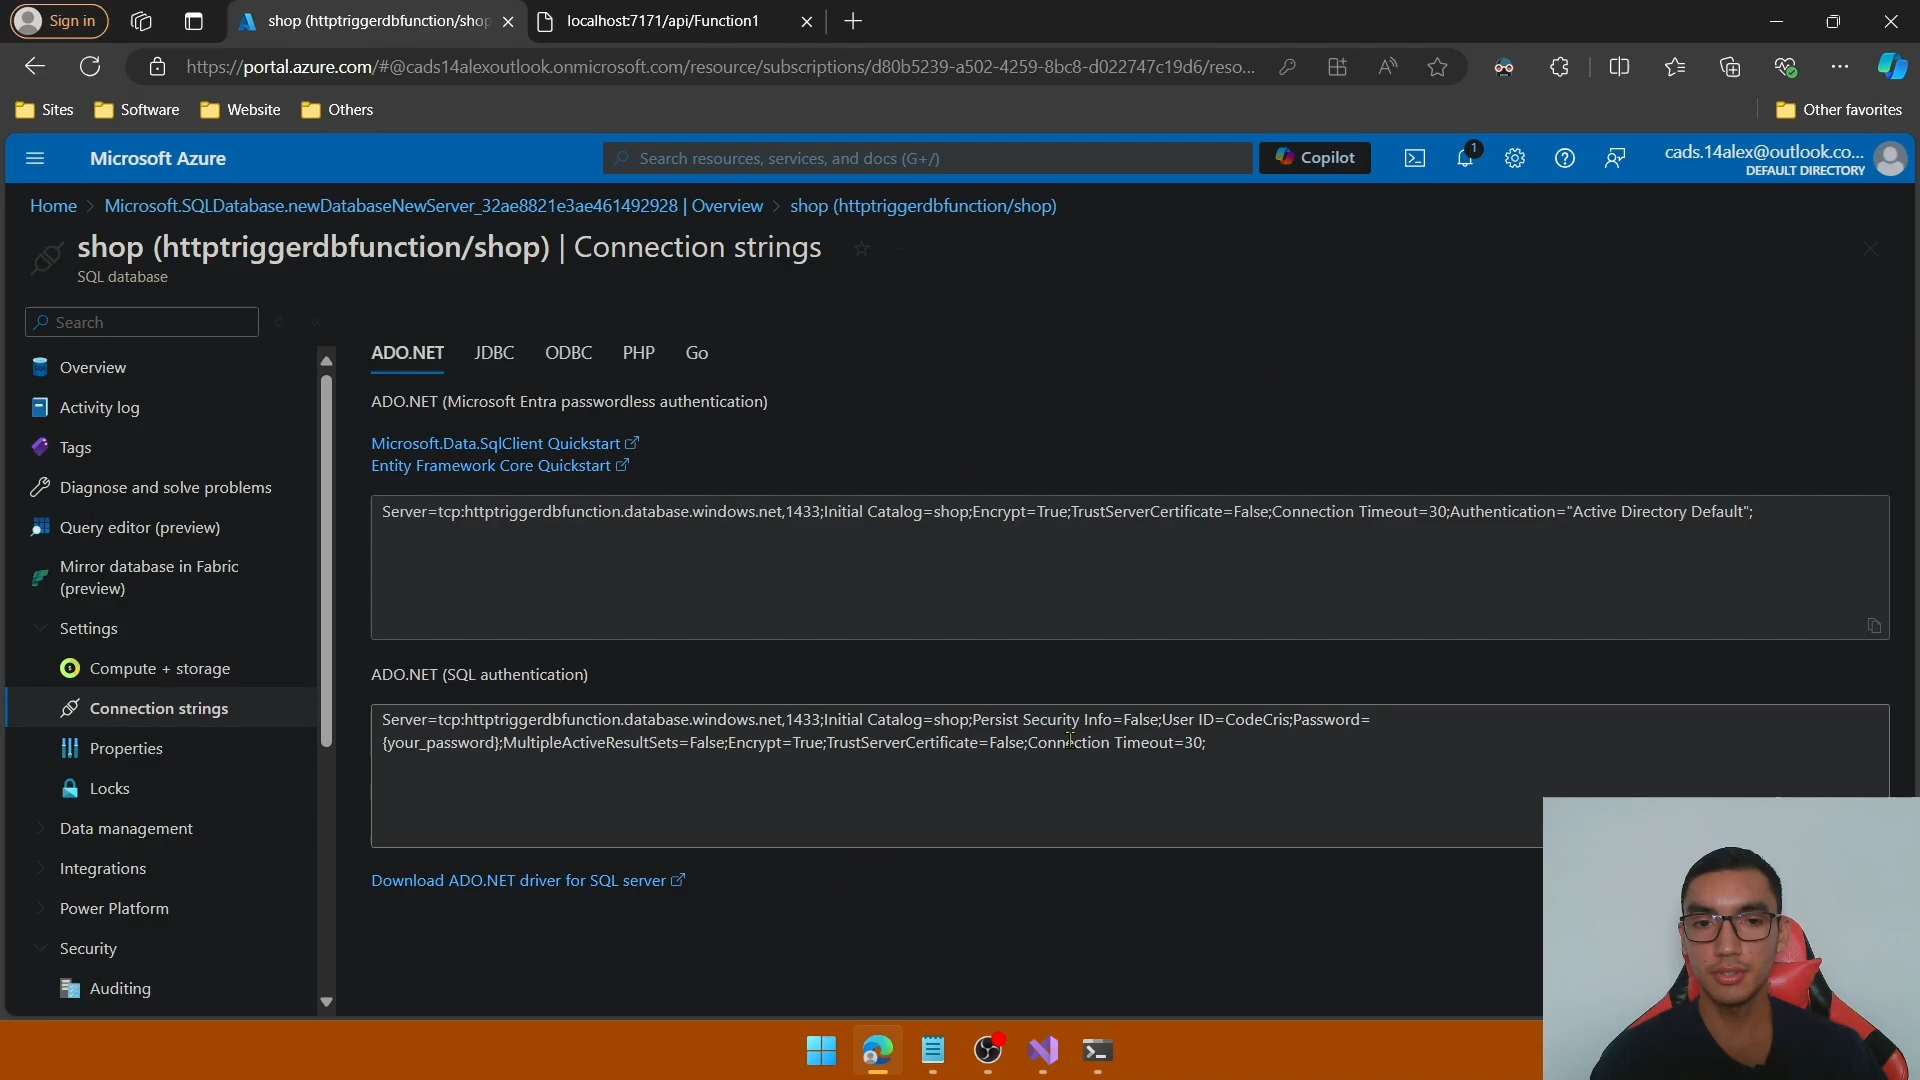 Sign in
shop (httptriggerdbfunction/shop
localhost:7171/api/Function1
https://portal.azure.com/#@cads14alexoutlook.onmicrosoft.com/resource/subscriptions/d80b5239-a502-4259-8bc8-d022747c19d6/reso...
Sites
Software
Website
Others
Other favorites
Microsoft Azure
Search resources, services, and docs (G+/)
Copilot
1
cads.14alex@outlook.co...
DEFAULT DIRECTORY
Home > Microsoft.SQLDatabase.newDatabaseNewServer_32ae8821e3ae461492928 | Overview > shop (httptriggerdbfunction/shop)
shop (httptriggerdbfunction/shop) | Connection strings
SQL database
Search
Overview
Activity log
Tags
Diagnose and solve problems
Query editor (preview)
Mirror database in Fabric
(preview)
Settings
Compute + storage
Connection strings
Properties
Locks
Data management
Integrations
Power Platform
Security
Auditing
ADO.NET
JDBC
ODBC
PHP
Go
ADO.NET (Microsoft Entra passwordless authentication)
Microsoft.Data.SqlClient Quickstart
Entity Framework Core Quickstart
Server=tcp:httptriggerdbfunction.database.windows.net,1433;Initial Catalog=shop;Encrypt=True;TrustServerCertificate=False;Connection Timeout=30;Authentication="Active Directory Default";
ADO.NET (SQL authentication)
Server=tcp:httptriggerdbfunction.database.windows.net,1433;Initial Catalog=shop;Persist Security Info=False;User ID=CodeCris;Password=
{your_password};MultipleActiveResultSets=False;Encrypt=True;TrustServerCertificate=False;Connection Timeout=30;
Download ADO.NET driver for SQL server